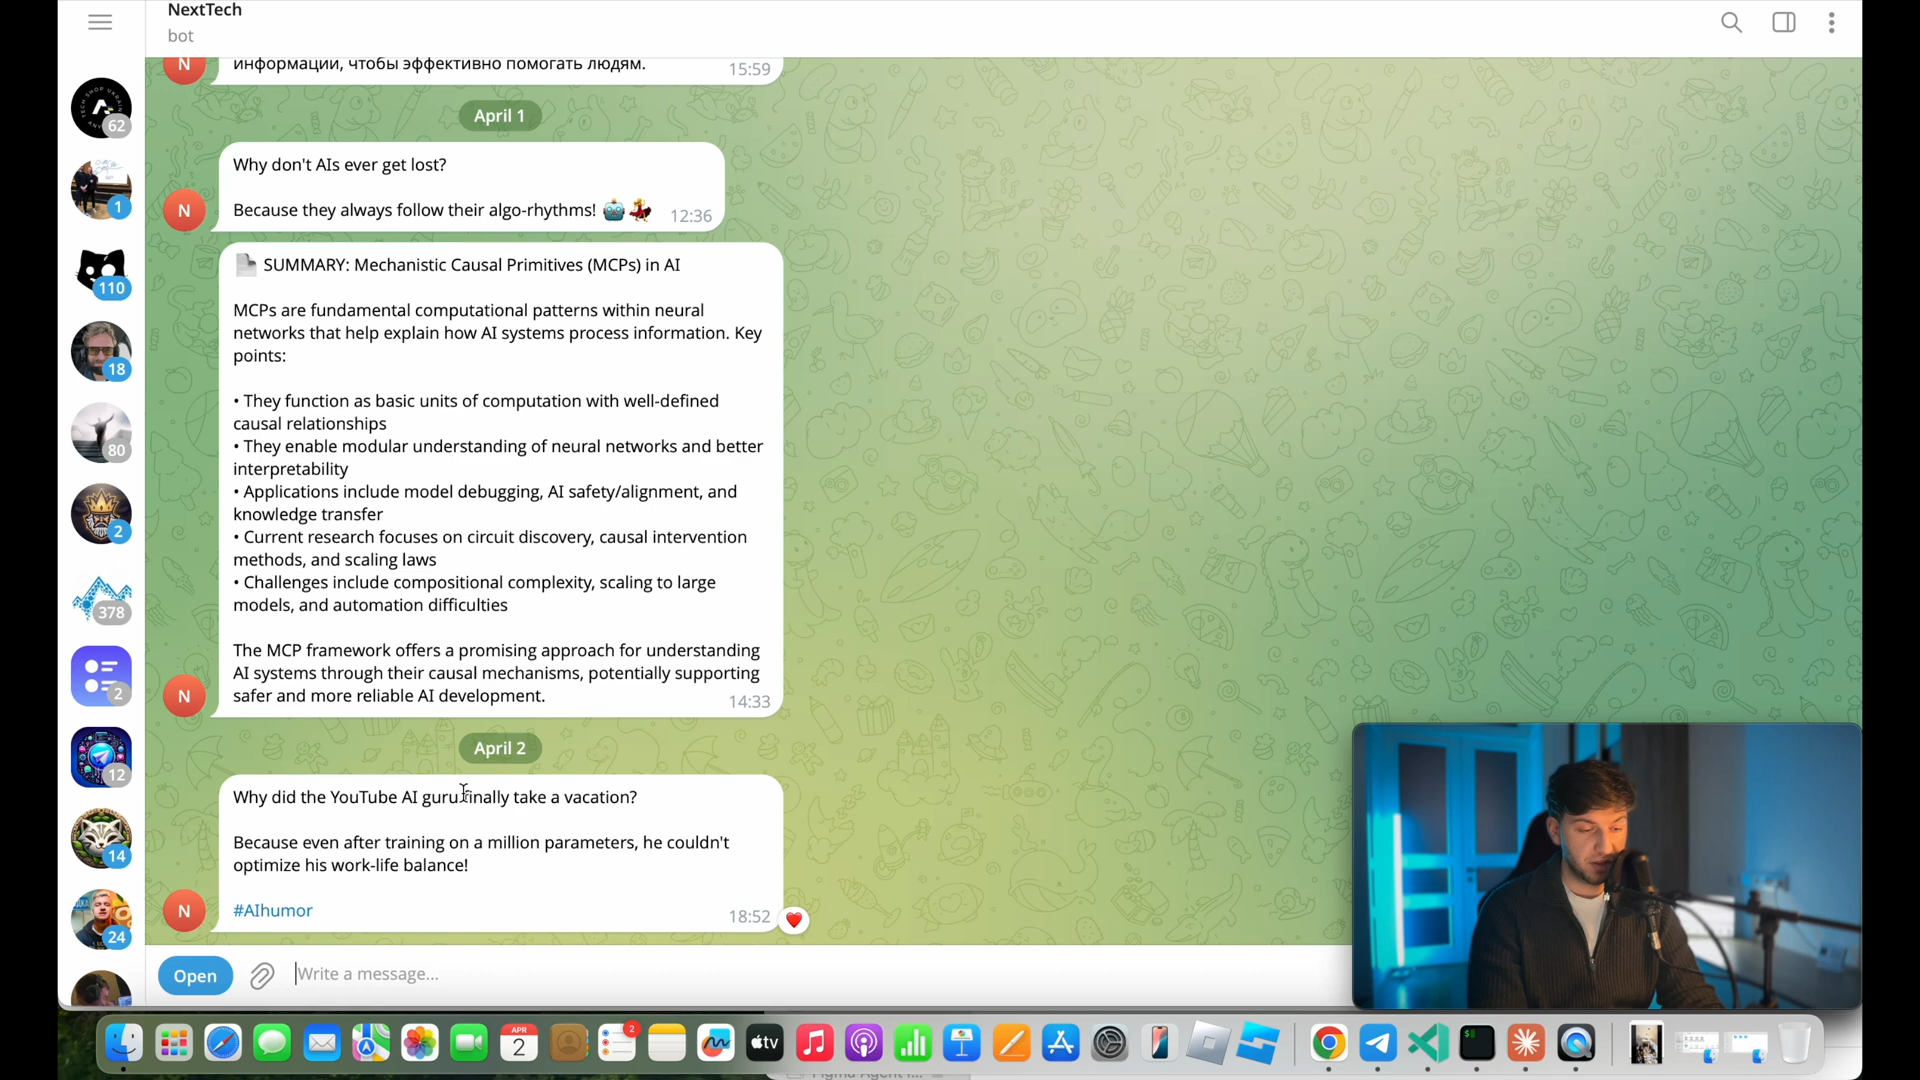 NextTech
bot
информации, чтобы эффективно помогать людям.
15:59
April 1
Why don't AIs ever get lost?
Because they always follow their algo-rhythms! 🤖 💃
12:36
📄 SUMMARY: Mechanistic Causal Primitives (MCPs) in AI
MCPs are fundamental computational patterns within neural
networks that help explain how AI systems process information. Key
points:
• They function as basic units of computation with well-defined
causal relationships
• They enable modular understanding of neural networks and better
interpretability
• Applications include model debugging, AI safety/alignment, and
knowledge transfer
• Current research focuses on circuit discovery, causal intervention
methods, and scaling laws
• Challenges include compositional complexity, scaling to large
models, and automation difficulties
The MCP framework offers a promising approach for understanding
AI systems through their causal mechanisms, potentially supporting
safer and more reliable AI development.
14:33
April 2
Why did the YouTube AI guru finally take a vacation?
Because even after training on a million parameters, he couldn't
optimize his work-life balance!
#AIhumor
18:52
N
N
N
N
62
1
110
18
80
2
378
2
12
14
24
Open
Write a message...
APR
2
2
tv